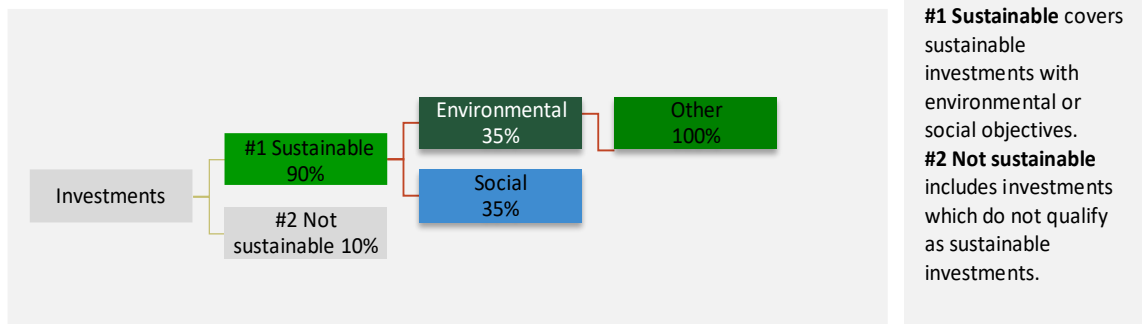 Investments
#1 Sustainable
90%
#2 Not
sustainable 10%
Environmental
35%
Social
35%
Other
100%
#1 Sustainable covers
sustainable
investments with
environmental or
social objectives.
#2 Not sustainable
includes investments
which do not qualify
as sustainable
investments.